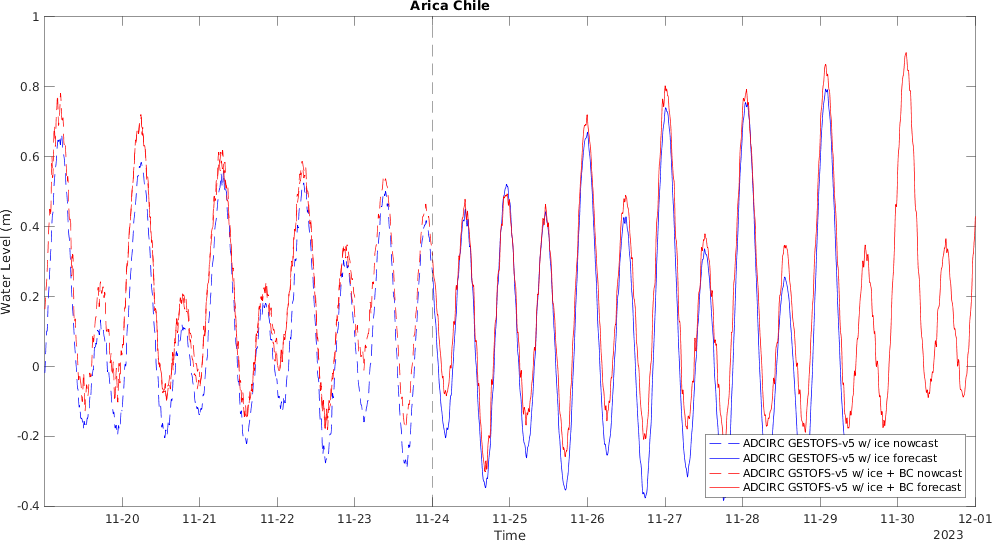 Arica Chile
1
0.8
0.6
0.4
0.2
0
-0.2
-0.4
Water Level (m)
11-20 11-21 11-22 11-23 11-24 11-25 11-26 11-27 11-28 11-29 11-30 12-01
Time
2023
ADCIRC GESTOFS-v5 w/ ice nowcast
ADCIRC GESTOFS-v5 w/ ice forecast
ADCIRC GSTOFS-v5 w/ ice + BC nowcast
ADCIRC GSTOFS-v5 w/ ice + BC forecast